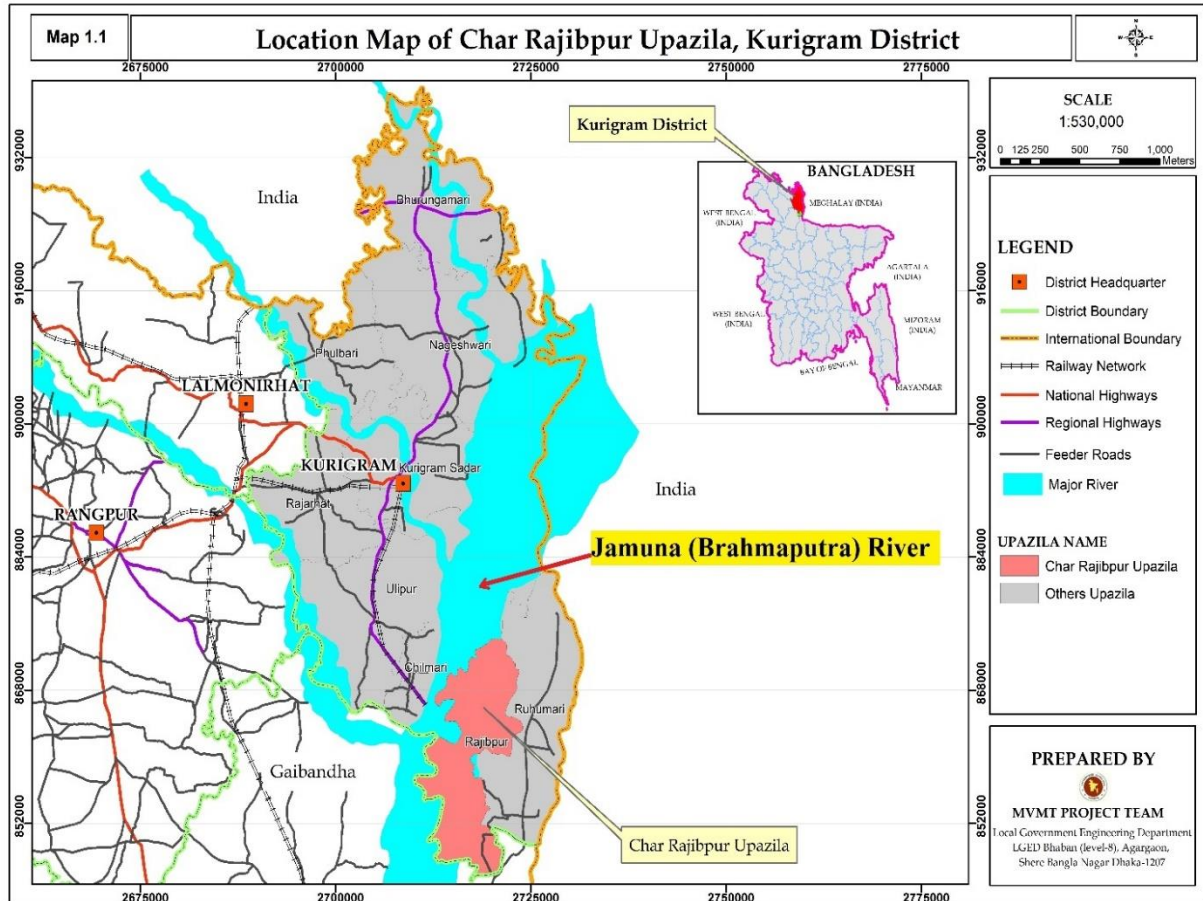 Map 1.1
Location Map of Char Rajibpur Upazila, Kurigram District
2675000 2700000 2725000 2750000 2775000
932000
916000
900000
884000
868000
852000
932000
916000
900000
884000
868000
852000
2675000 2700000 2725000 2750000 2775000
India
Bhurungamari
Phulbari
Nageshwari
LALMONIRHAT
KURIGRAM
Kurigram Sadar
Rajarhat
RANGPUR
India
Jamuna (Brahmaputra) River
Ulipur
Chilmari
Ruhumari
Rajibpur
Gaibandha
Char Rajibpur Upazila
Kurigram District
BANGLADESH
MEGHALAY (INDIA)
WEST BENGAL
(INDIA)
AGARTALA
(INDIA)
WEST BENGAL
(INDIA)
MIZORAM
(INDIA)
BAY OF BENGAL
MAYANMAR
N
W E
S
SCALE
1:530,000
0 125 250 500 750 1,000
Meters
LEGEND
District Headquarter
District Boundary
International Boundary
Railway Network
National Highways
Regional Highways
Feeder Roads
Major River
UPAZILA NAME
Char Rajibpur Upazila
Others Upazila
PREPARED BY
MVMT PROJECT TEAM
Local Government Engineering Department
LGED Bhaban (level-8), Agargaon,
Shere Bangla Nagar Dhaka-1207